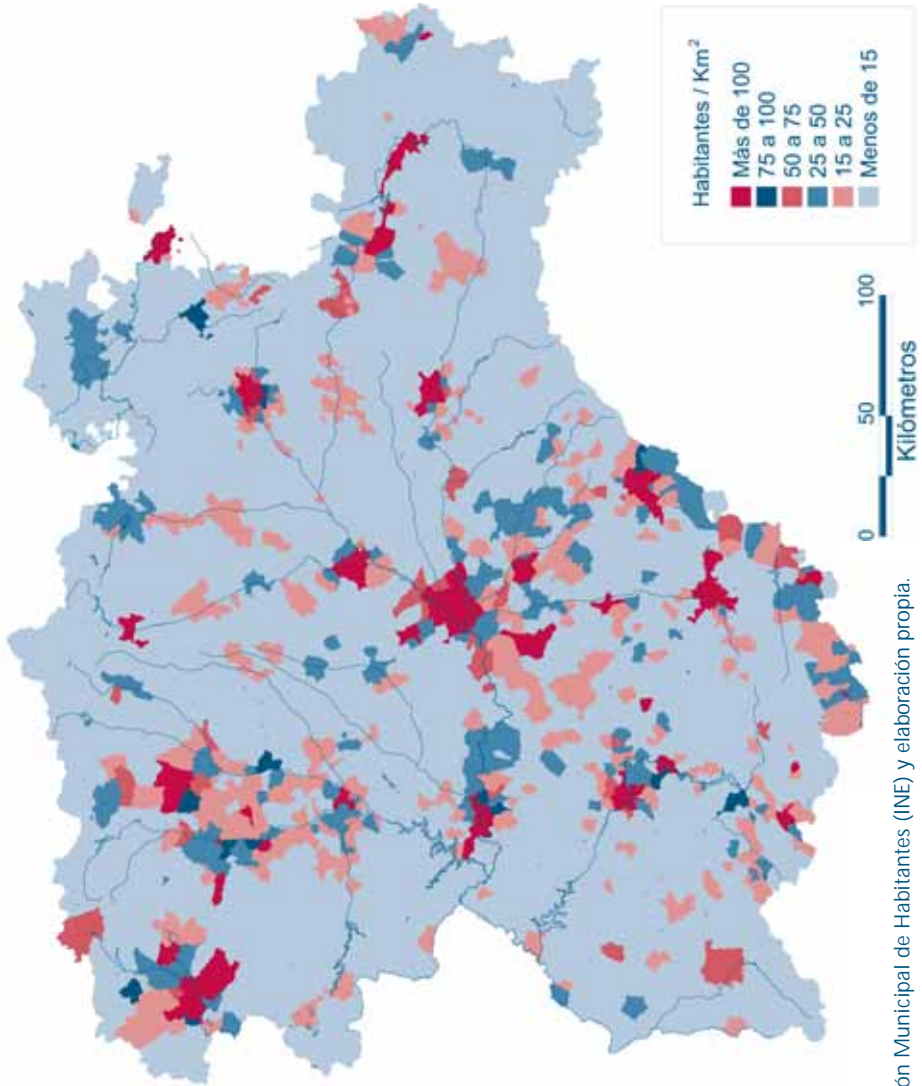 Habitantes / Km²
Más de 100
75 a 100
50 a 75
25 a 50
15 a 25
Menos de 15
0 50 100
Kilómetros
Municipal de Habitantes (INE) y elaboración propia.